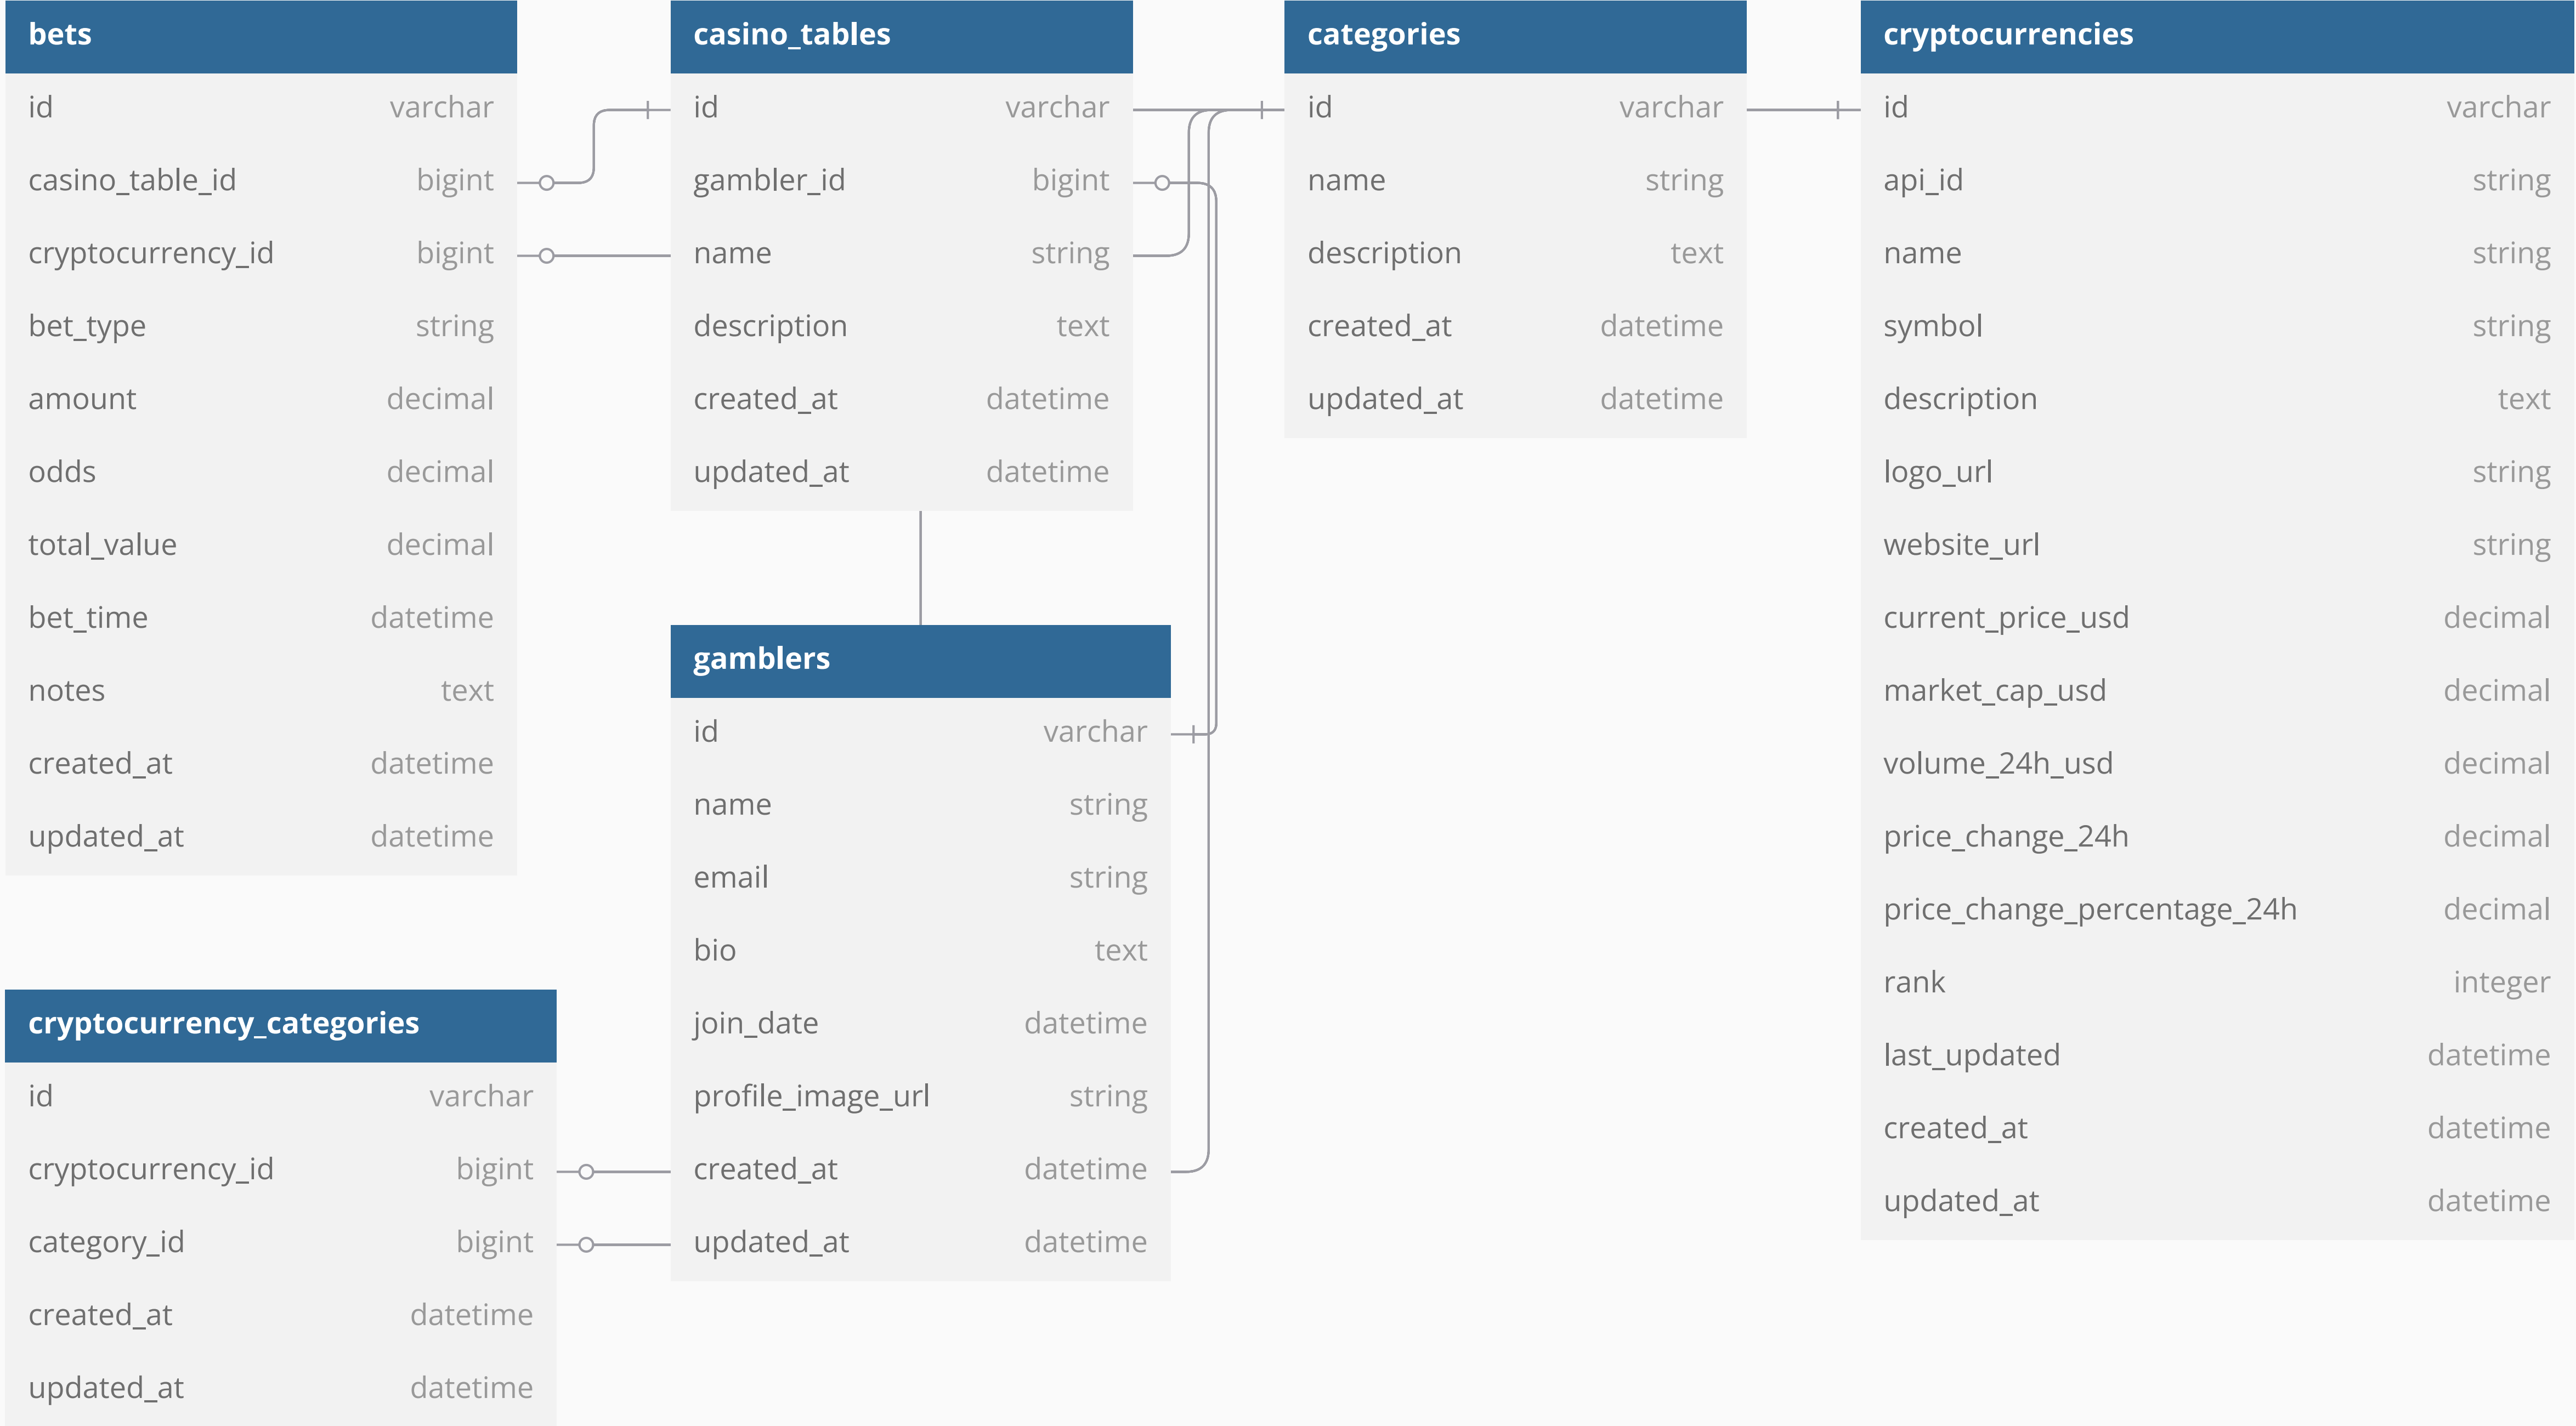 bets
id varchar
casino_table_id bigint
cryptocurrency_id bigint
bet_type string
amount decimal
odds decimal
total_value decimal
bet_time datetime
notes text
created_at datetime
updated_at datetime
casino_tables
id varchar
gambler_id bigint
name string
description text
created_at datetime
updated_at datetime
categories
id varchar
name string
description text
created_at datetime
updated_at datetime
cryptocurrencies
id varchar
api_id string
name string
symbol string
description text
logo_url string
website_url string
current_price_usd decimal
market_cap_usd decimal
volume_24h_usd decimal
price_change_24h decimal
price_change_percentage_24h decimal
rank integer
last_updated datetime
created_at datetime
updated_at datetime
gamblers
id varchar
name string
email string
bio text
join_date datetime
profile_image_url string
created_at datetime
updated_at datetime
cryptocurrency_categories
id varchar
cryptocurrency_id bigint
category_id bigint
created_at datetime
updated_at datetime